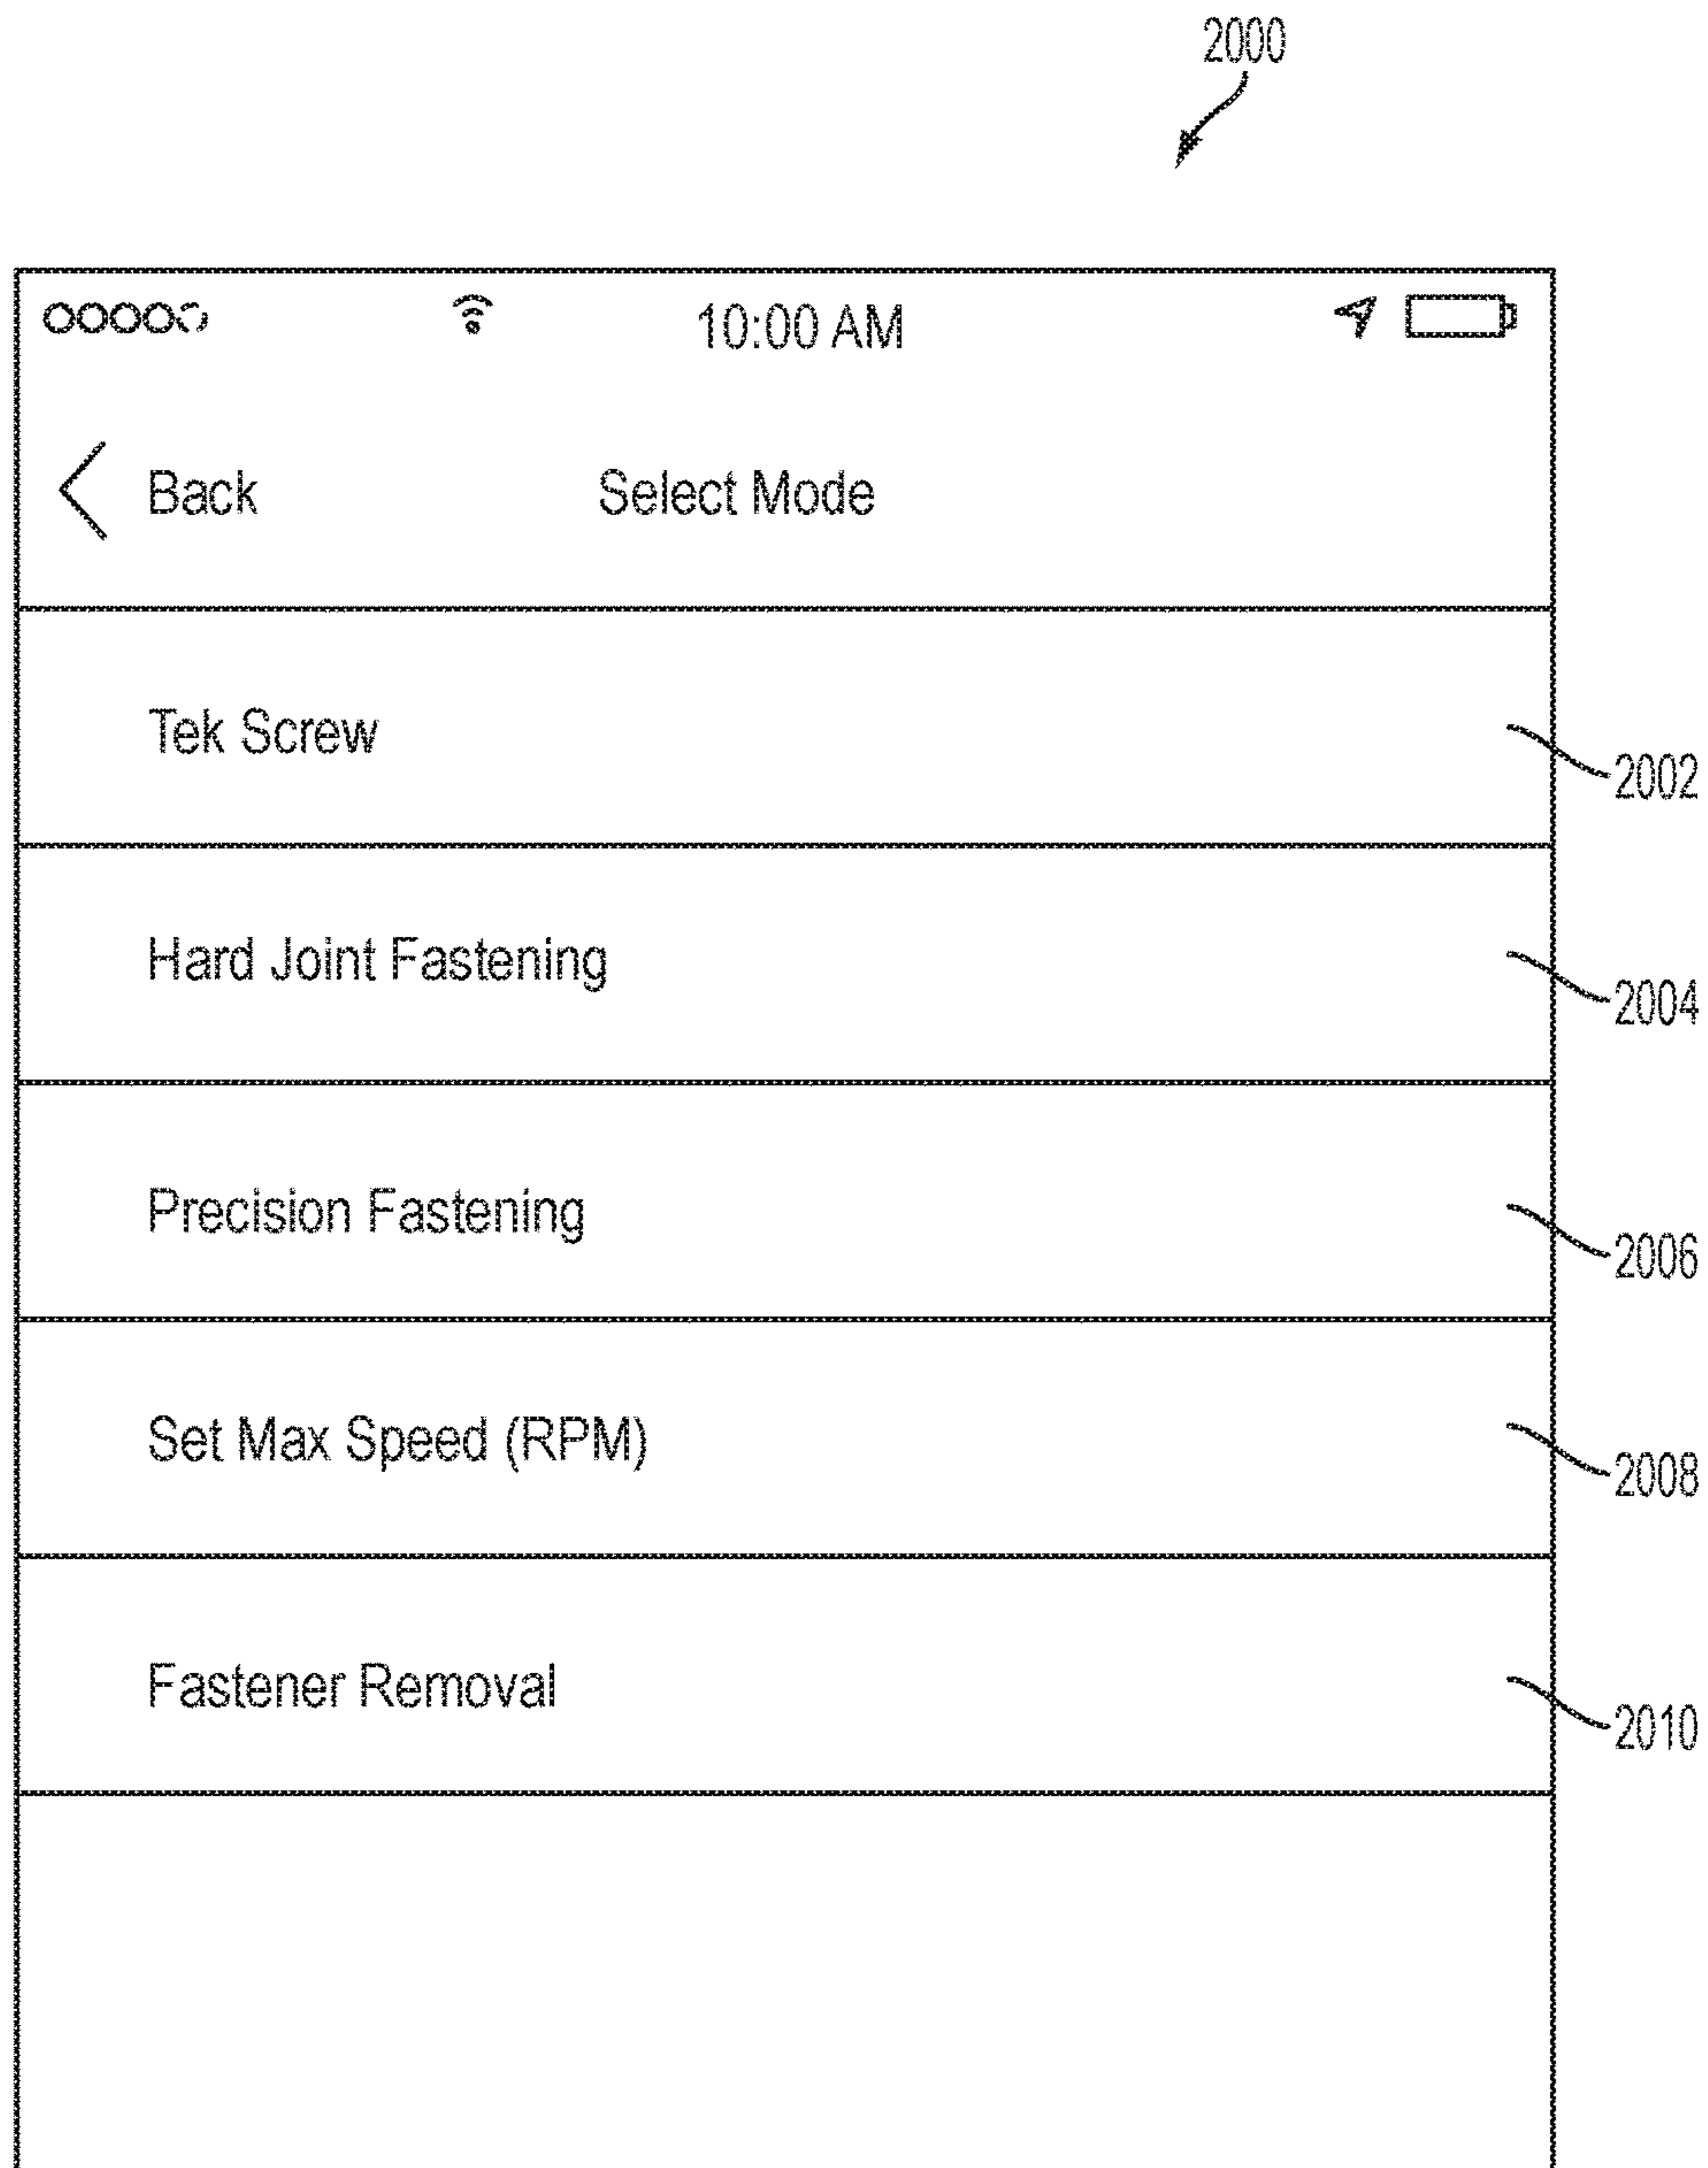 2000
10:00 AM
Back Select Mode
Tek Screw
2002
Hard Joint Fastening
2004
Precision Fastening
2006
Set Max Speed (RPM)
2008
Fastener Removal
2010